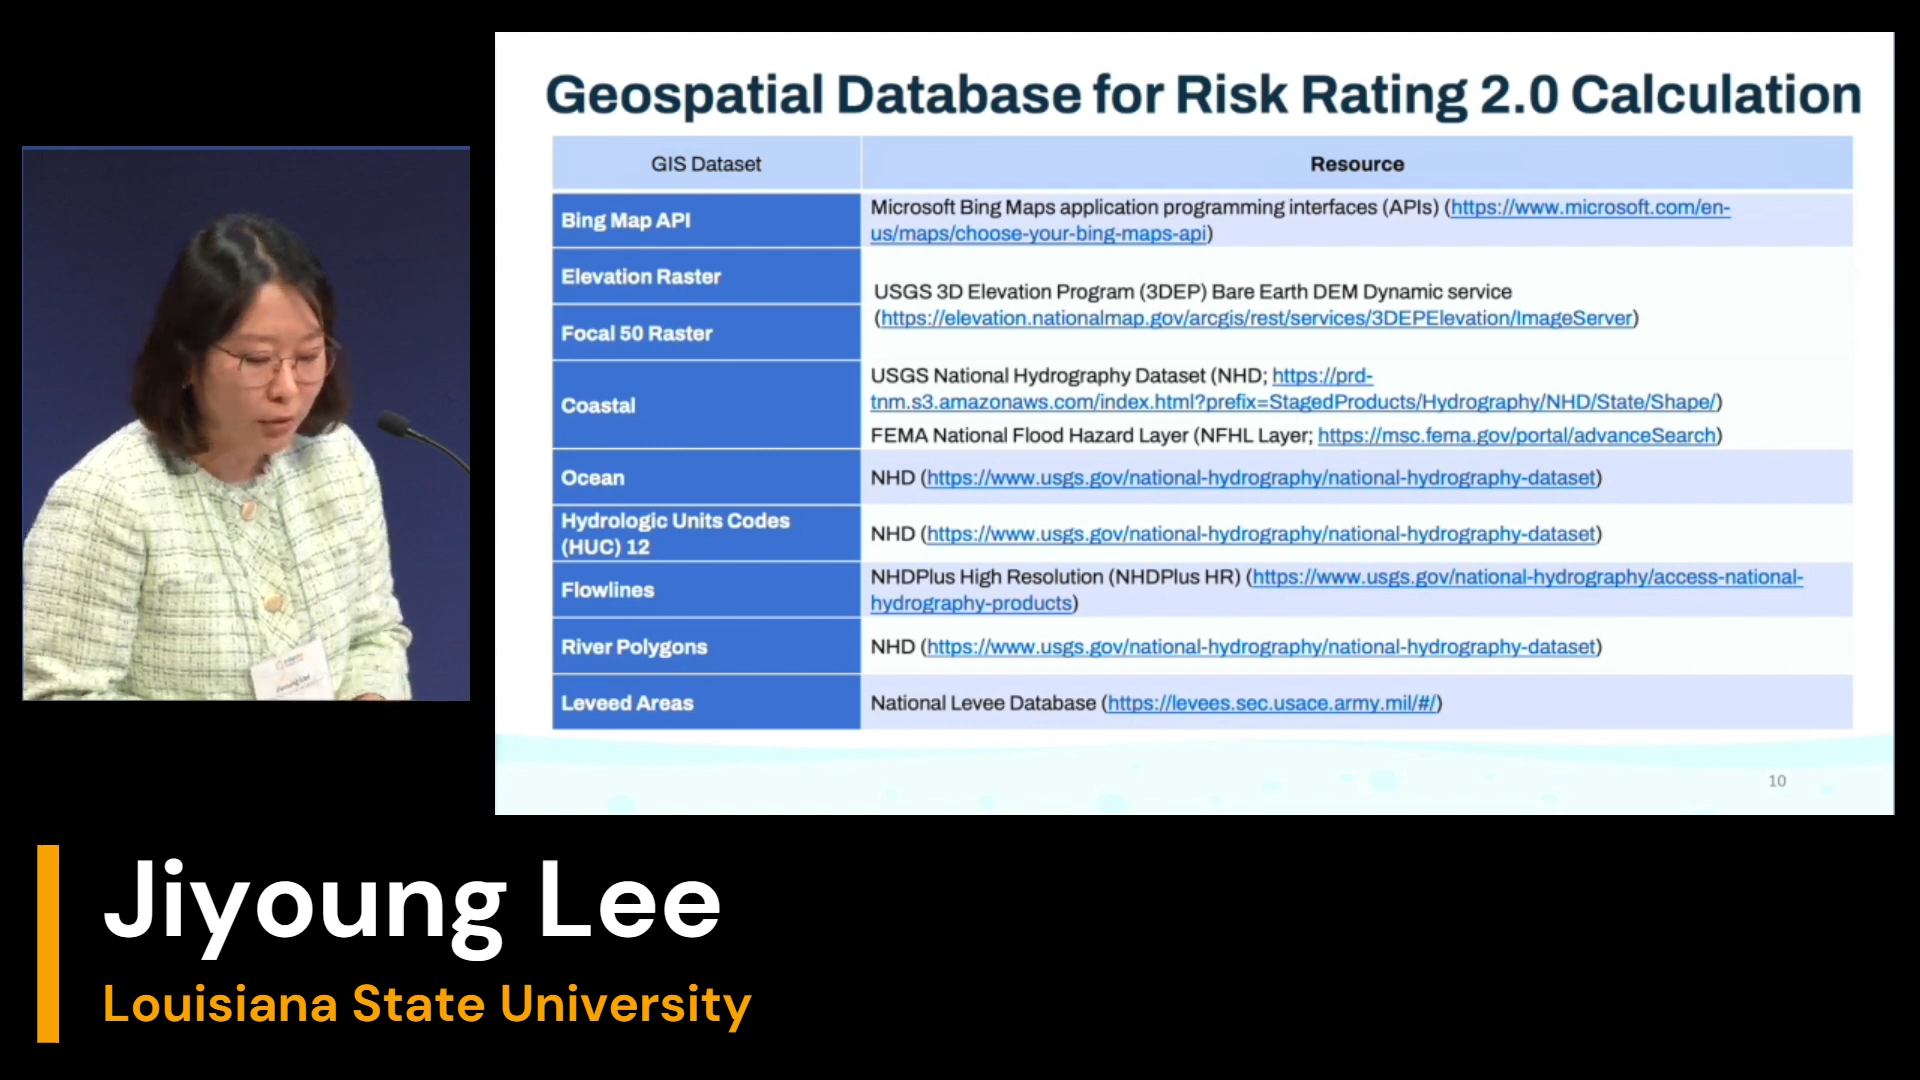 Geospatial Database for Risk Rating 2.0 Calculation
GIS Dataset
Resource
Bing Map API
Microsoft Bing Maps application programming interfaces (APIs) (https://www.microsoft.com/en-
us/maps/choose-your-bing-maps-api)
Elevation Raster
Focal 50 Raster
USGS 3D Elevation Program (3DEP) Bare Earth DEM Dynamic service
(https://elevation.nationalmap.gov/arcgis/rest/services/3DEPElevation/ImageServer)
Coastal
USGS National Hydrography Dataset (NHD; https://prd-
tnm.s3.amazonaws.com/index.html?prefix=StagedProducts/Hydrography/NHD/State/Shape/)
FEMA National Flood Hazard Layer (NFHL Layer; https://msc.fema.gov/portal/advanceSearch)
Ocean
NHD (https://www.usgs.gov/national-hydrography/national-hydrography-dataset)
Hydrologic Units Codes
(HUC) 12
NHD (https://www.usgs.gov/national-hydrography/national-hydrography-dataset)
Flowlines
NHDPlus High Resolution (NHDPlus HR) (https://www.usgs.gov/national-hydrography/access-national-
hydrography-products)
River Polygons
NHD (https://www.usgs.gov/national-hydrography/national-hydrography-dataset)
Leveed Areas
National Levee Database (https://levees.sec.usace.army.mil/#/)
10
Jiyoung Lee
Louisiana State University